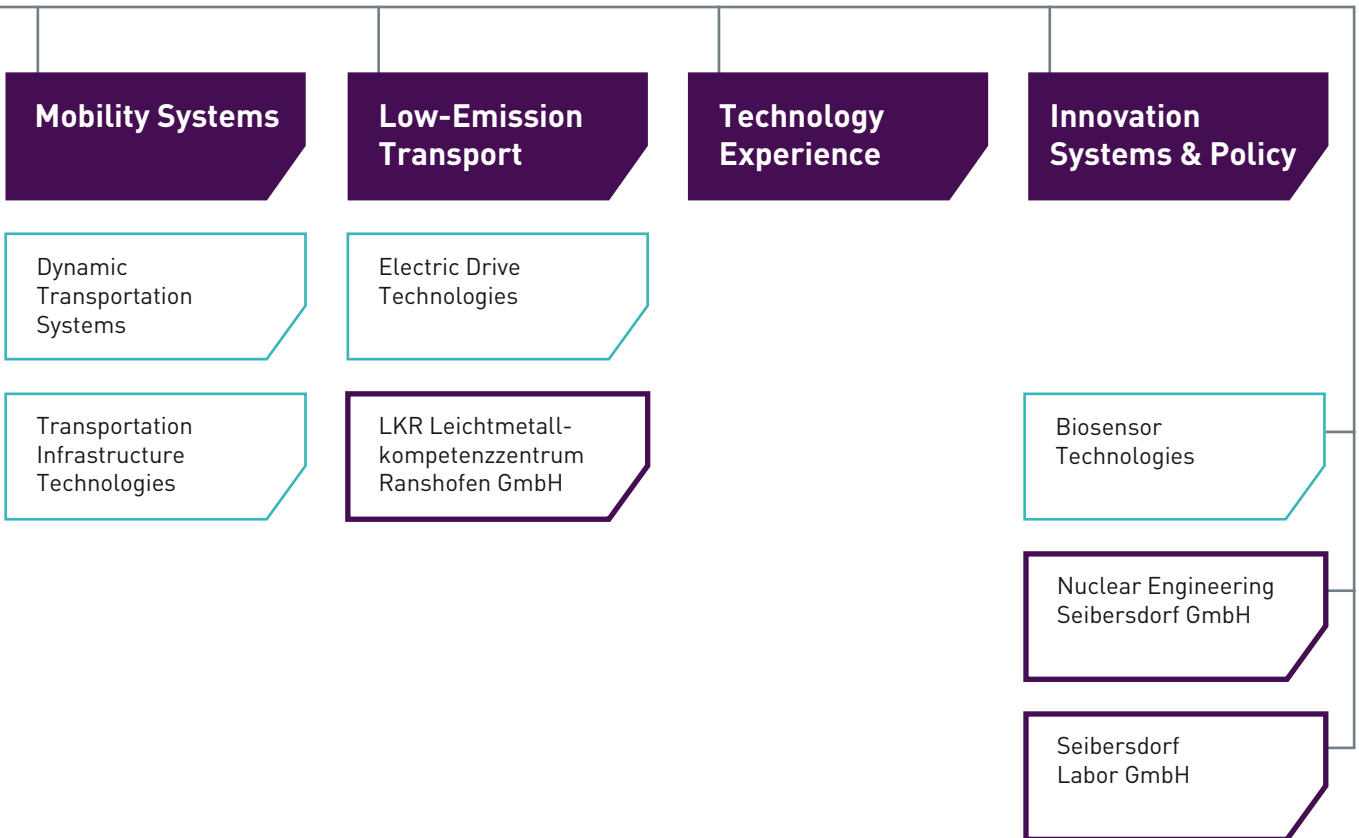 Mobility Systems
Dynamic
Transportation
Systems
Transportation
Infrastructure
Technologies
Low-Emission
Transport
Electric Drive
Technologies
LKR Leichtmetall-
kompetenzzentrum
Ranshofen GmbH
Technology
Experience
Innovation
Systems & Policy
Biosensor
Technologies
Nuclear Engineering
Seibersdorf GmbH
Seibersdorf
Labor GmbH